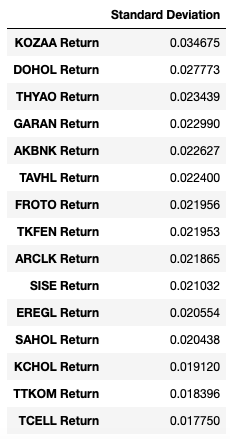 Standard Deviation
KOZAA Return 0.034675
DOHOL Return 0.027773
THYAO Return 0.023439
GARAN Return 0.022990
AKBNK Return 0.022627
TAVHL Return 0.022400
FROTO Return 0.021956
TKFEN Return 0.021953
ARCLK Return 0.021865
SISE Return 0.021032
EREGL Return 0.020554
SAHOL Return 0.020438
KCHOL Return 0.019120
TTKOM Return 0.018396
TCELL Return 0.017750